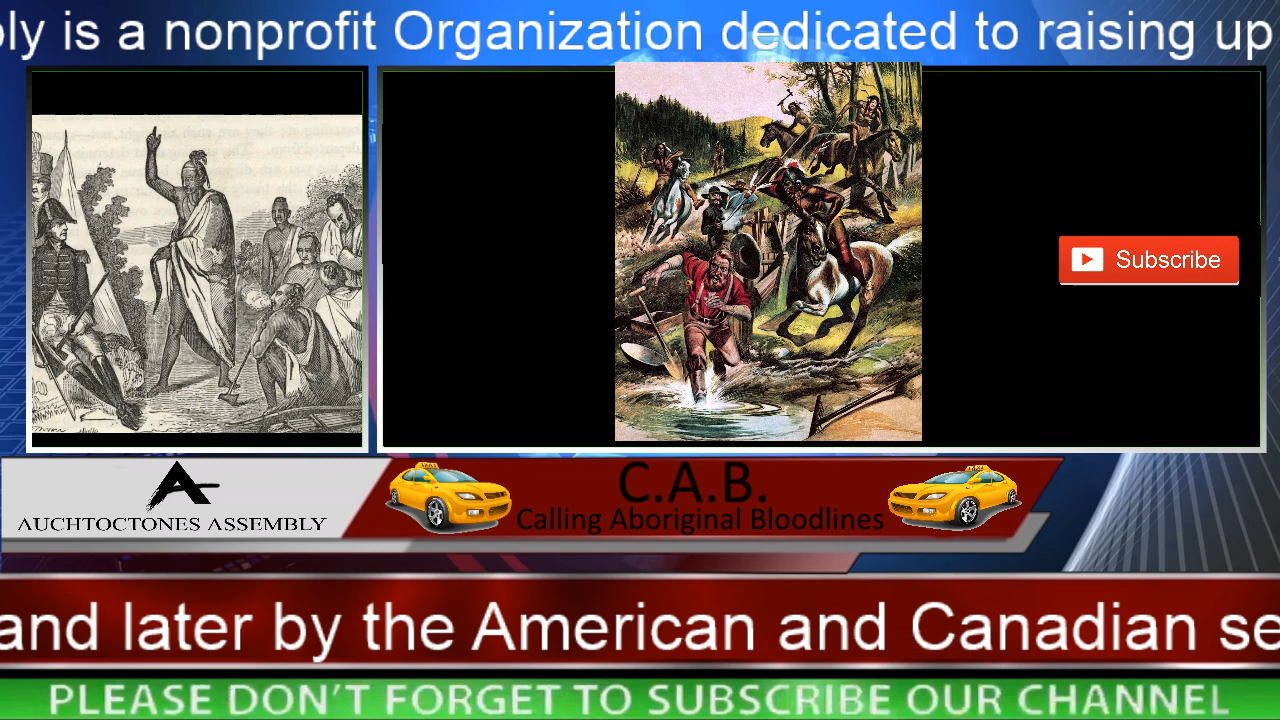 ly is a nonprofit Organization dedicated to raising up
Subscribe
AUCHTOCTONES ASSEMBLY
C.A.B.
Calling Aboriginal Bloodlines
and later by the American and Canadian se
PLEASE DON'T FORGET TO SUBSCRIBE OUR CHANNEL